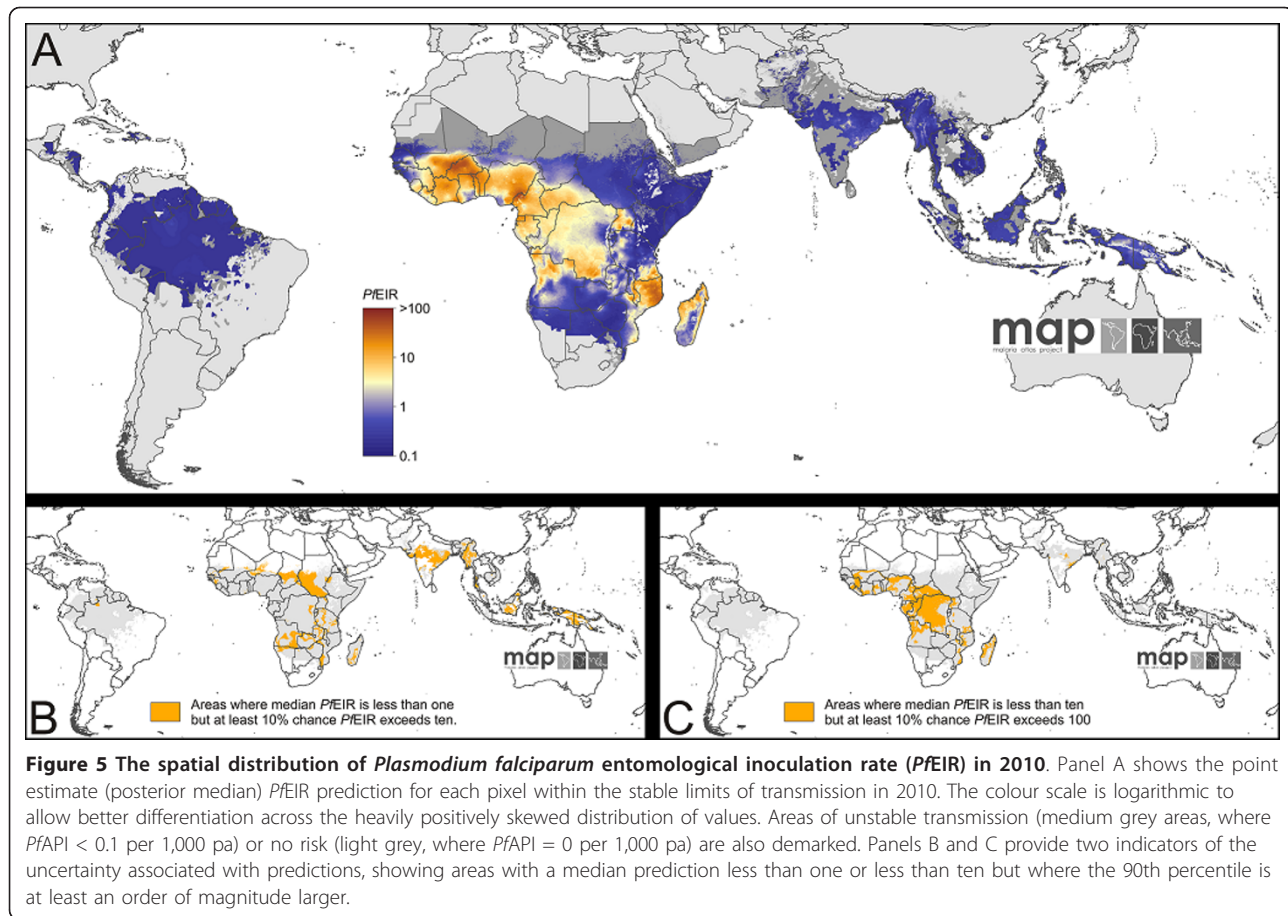 A
PfEIR
>100
10
1
0.1
map
malaria atlas project
map
B
Areas where median PfEIR is less than one
but at least 10% chance PfEIR exceeds ten.
map
C
Areas where median PfEIR is less than ten
but at least 10% chance PfEIR exceeds 100
Figure 5 The spatial distribution of Plasmodium falciparum entomological inoculation rate (PfEIR) in 2010. Panel A shows the point
estimate (posterior median) PfEIR prediction for each pixel within the stable limits of transmission in 2010. The colour scale is logarithmic to
allow better differentiation across the heavily positively skewed distribution of values. Areas of unstable transmission (medium grey areas, where
PfAPI < 0.1 per 1,000 pa) or no risk (light grey, where PfAPI = 0 per 1,000 pa) are also demarked. Panels B and C provide two indicators of the
uncertainty associated with predictions, showing areas with a median prediction less than one or less than ten but where the 90th percentile is
at least an order of magnitude larger.